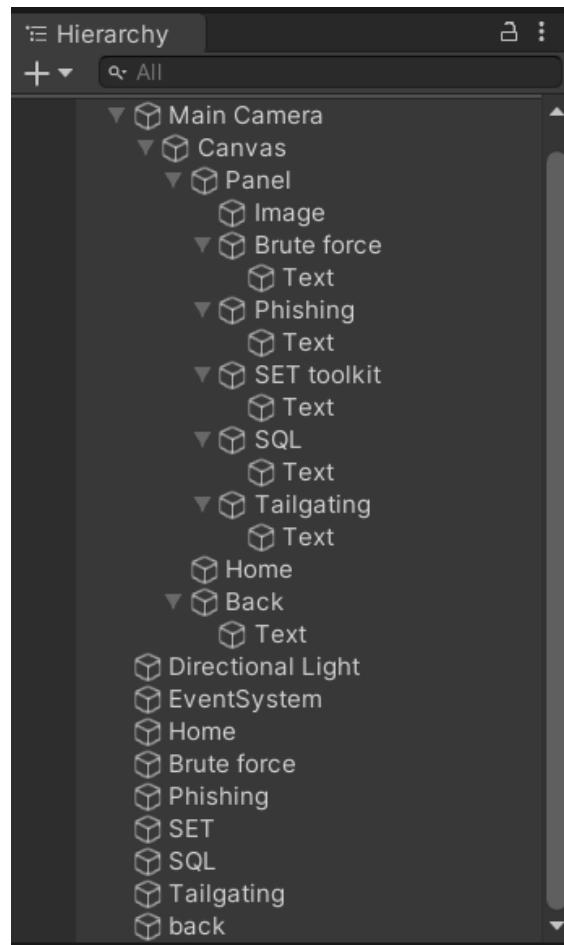 Hierarchy
All
Main Camera
Canvas
Panel
Image
Brute force
Text
Phishing
Text
SET toolkit
Text
SQL
Text
Tailgating
Text
Home
Back
Text
Directional Light
EventSystem
Home
Brute force
Phishing
SET
SQL
Tailgating
back